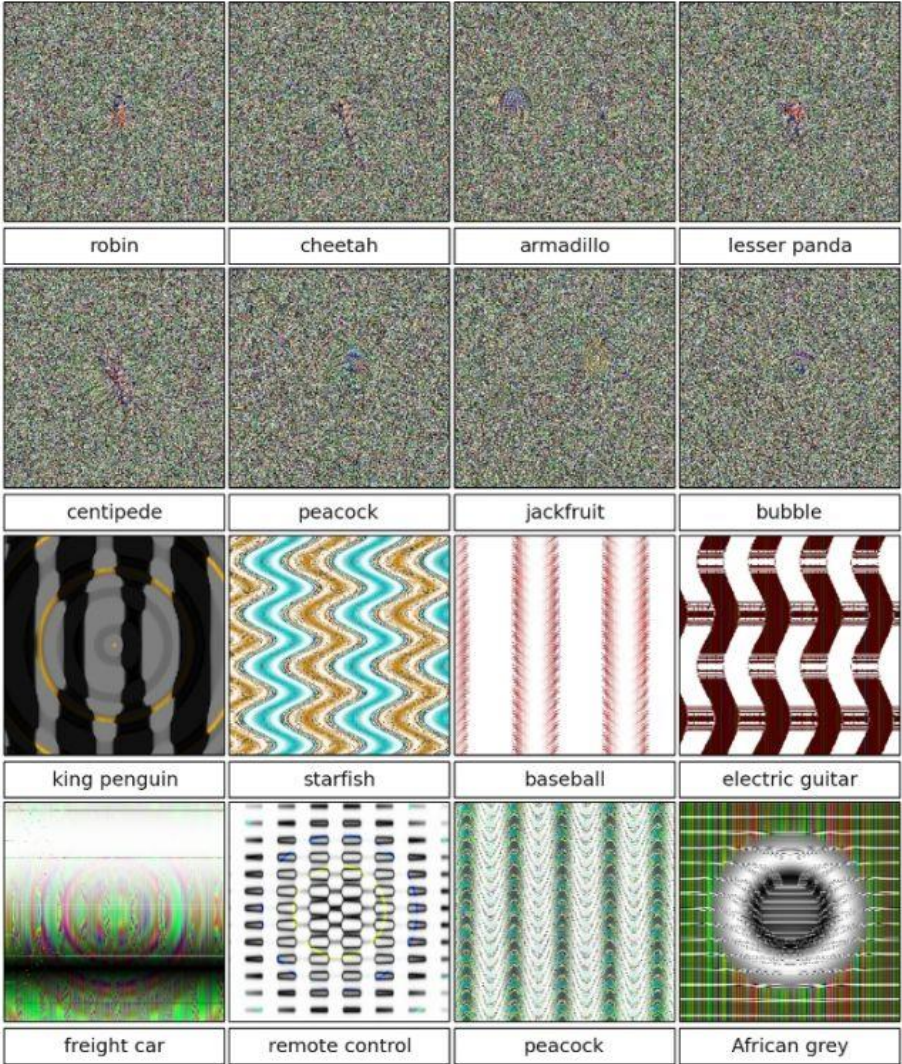 robin
cheetah
armadillo
lesser panda
centipede
peacock
jackfruit
bubble
king penguin
starfish
baseball
electric guitar
freight car
remote control
peacock
African grey